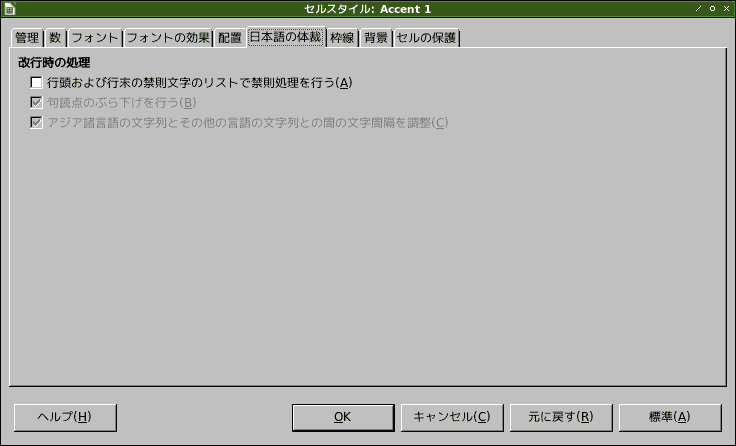 セルスタイル: Accent 1
管理 数 フォント フォントの効果 配置 日本語の体裁 枠線 背景 セルの保護
改行時の処理
行頭および行末の禁則文字のリストで禁則処理を行う(A)
句読点のぶら下げを行う(B)
アジア諸言語の文字列とその他の言語の文字列との間の文字間隔を調整(C)
ヘルプ(H) OK キャンセル(C) 元に戻す(R) 標準(A)